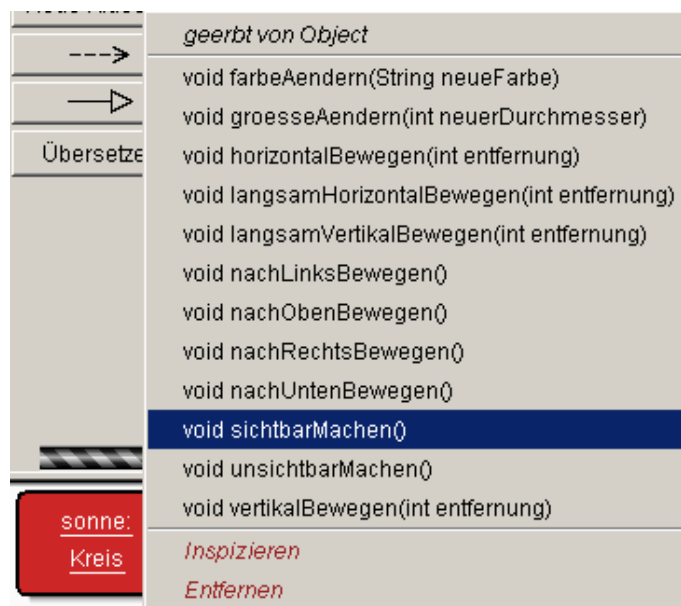 geerbt von Object
void farbeAendern(String neueFarbe)
void groesseAendern(int neuerDurchmesser)
void horizontalBewegen(int entfernung)
Übersetze
void langsamHorizontalBewegen(int entfernung)
void langsamVertikalBewegen(int entfernung)
void nachLinksBewegen()
void nachObenBewegen()
void nachRechtsBewegen()
void nachUntenBewegen()
void sichtbarMachen()
void unsichtbarMachen()
void vertikalBewegen(int entfernung)
sonne:
Kreis
Inspizieren
Entfernen